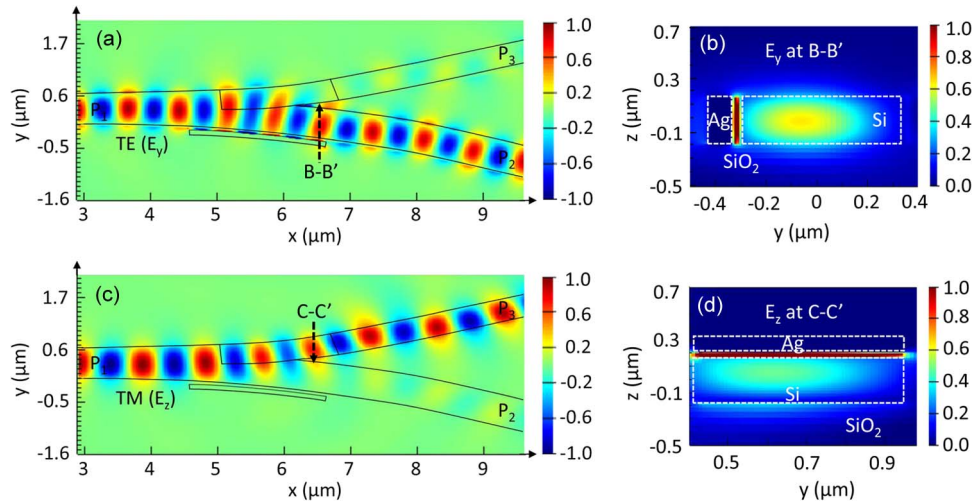 (a)
1.7
0.6
-0.5
-1.6
y (μm)
P1
P3
P2
TE (Ey)
B-B’
3 4 5 6 7 8 9
x (μm)
1.0
0.6
0.2
-0.2
-0.6
-1.0
(b)
Ey at B-B’
0.7
0.3
-0.1
-0.5
z (μm)
Ag
Si
SiO2
-0.4 -0.2 0 0.2 0.4
y (μm)
1.0
0.8
0.6
0.4
0.2
0.0
(c)
1.7
0.6
-0.5
-1.6
y (μm)
P1
P3
P2
C-C’
TM (Ez)
3 4 5 6 7 8 9
x (μm)
1.0
0.6
0.2
-0.2
-0.6
-1.0
(d)
Ez at C-C’
0.7
0.3
-0.1
-0.5
z (μm)
Ag
Si
SiO2
0.5 0.7 0.9
y (μm)
1.0
0.8
0.6
0.4
0.2
0.0